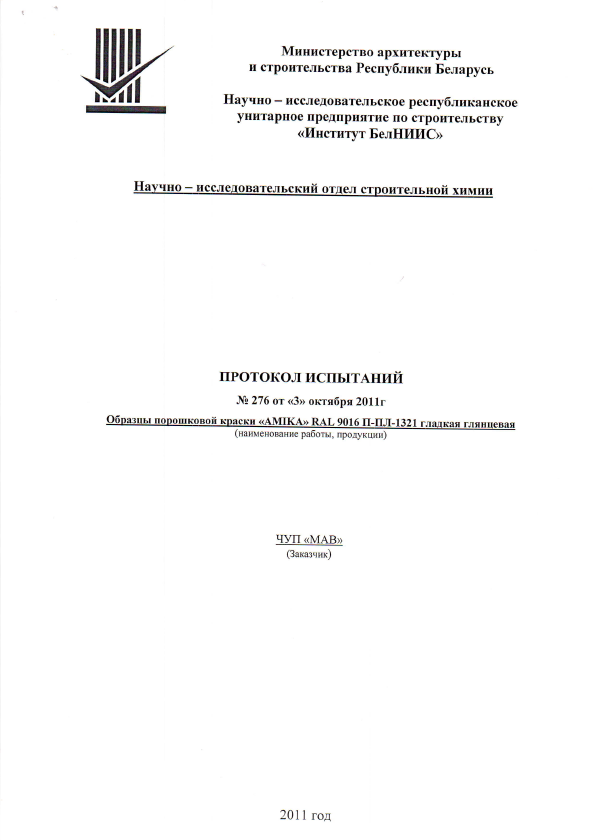 Министерство архитектуры
и строительства Республики Беларусь
Научно – исследовательское республиканское
унитарное предприятие по строительству
«Институт БелНИИС»
Научно – исследовательский отдел строительной химии
ПРОТОКОЛ ИСПЫТАНИЙ
№ 276 от «3» октября 2011г
Образцы порошковой краски «AMIKA» RAL 9016 П-ПЛ-1321 гладкая глянцевая
(наименование работы, продукции)
ЧУП «МАВ»
(Заказчик)
2011 год